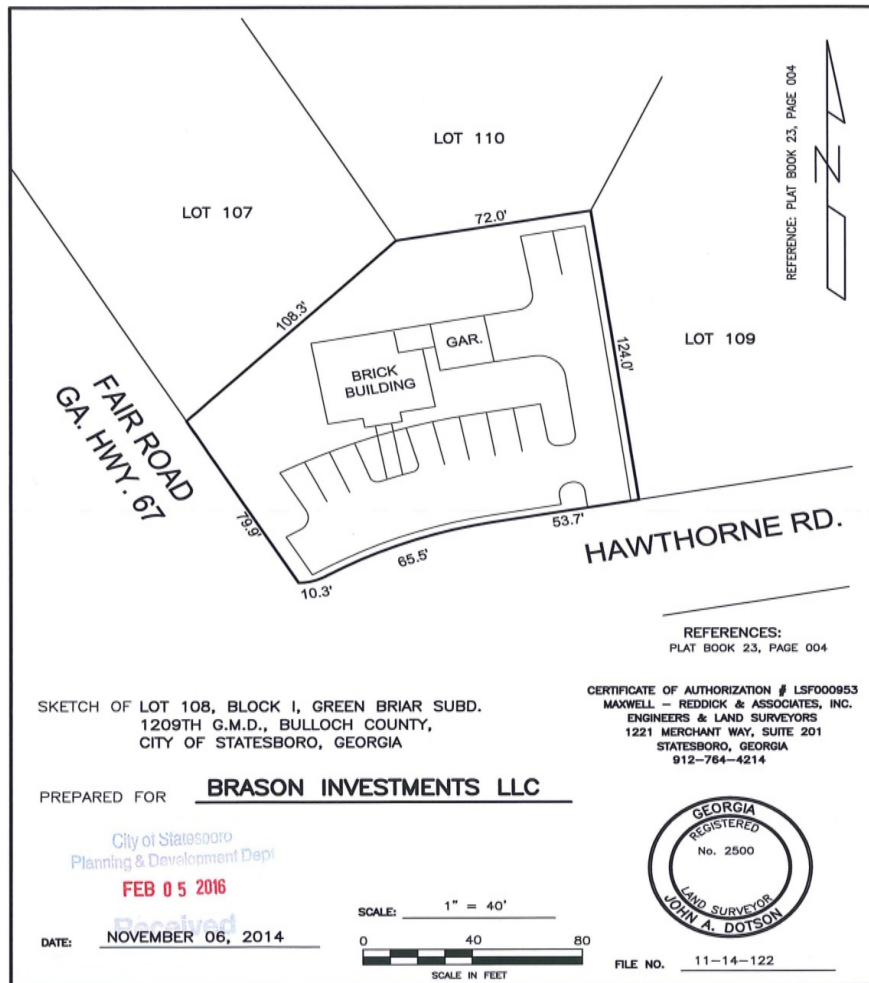 REFERENCE: PLAT BOOK 23, PAGE 004
N
LOT 110
LOT 107
72.0'
108.3'
GAR.
BRICK
BUILDING
124.0'
LOT 109
FAIR ROAD
GA. HWY. 67
79.9'
10.3'
65.5'
53.7'
HAWTHORNE RD.
REFERENCES:
PLAT BOOK 23, PAGE 004
SKETCH OF LOT 108, BLOCK I, GREEN BRIAR SUBD.
1209TH G.M.D., BULLOCH COUNTY,
CITY OF STATESBORO, GEORGIA
CERTIFICATE OF AUTHORIZATION # LSF000953
MAXWELL – REDDICK & ASSOCIATES, INC.
ENGINEERS & LAND SURVEYORS
1221 MERCHANT WAY, SUITE 201
STATESBORO, GEORGIA
912–764–4214
PREPARED FOR BRASON INVESTMENTS LLC
City of Statesboro
Planning & Development Dept
FEB 05 2016
Received
DATE: NOVEMBER 06, 2014
SCALE: 1" = 40'
0 40 80
SCALE IN FEET
GEORGIA
REGISTERED
No. 2500
LAND SURVEYOR
JOHN A. DOTSON
FILE NO. 11–14–122